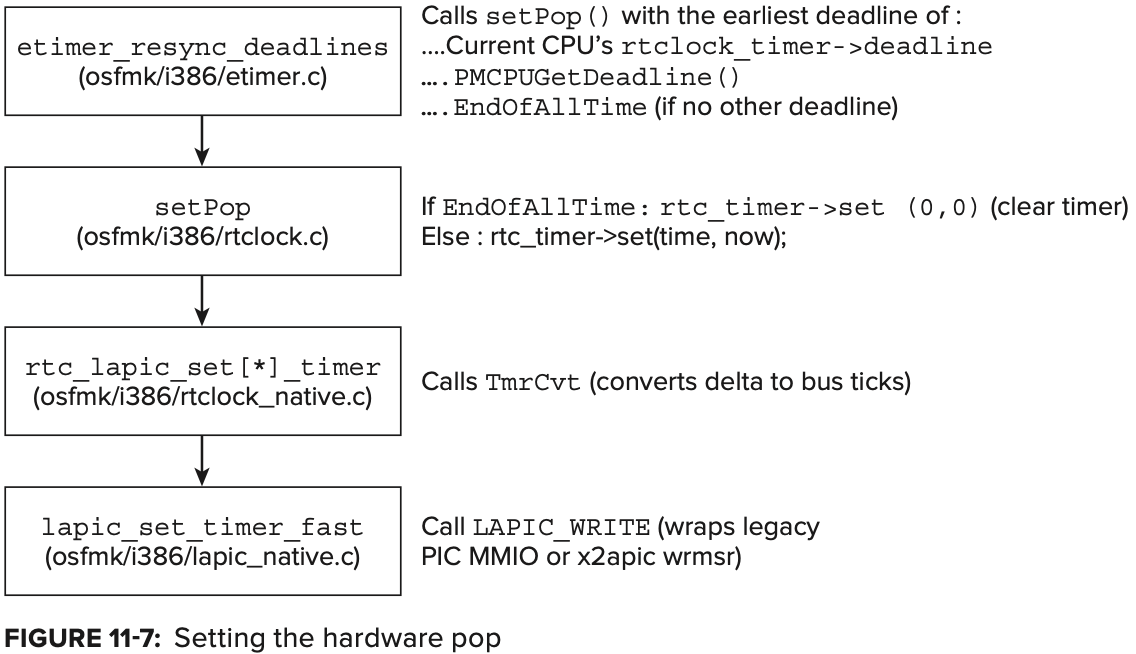 etimer_resync_deadlines
(osfmk/i386/etimer.c)
Calls setPop() with the earliest deadline of :
....Current CPU's rtclock_timer->deadline
....PMCPUGetDeadline()
....EndOfAllTime (if no other deadline)
setPop
(osfmk/i386/rtclock.c)
If EndOfAllTime: rtc_timer->set (0,0) (clear timer)
Else : rtc_timer->set(time, now);
rtc_lapic_set[*]_timer
(osfmk/i386/rtclock_native.c)
Calls TmrCvt (converts delta to bus ticks)
lapic_set_timer_fast
(osfmk/i386/lapic_native.c)
Call LAPIC_WRITE (wraps legacy
PIC MMIO or x2apic wrmsr)
FIGURE 11-7: Setting the hardware pop